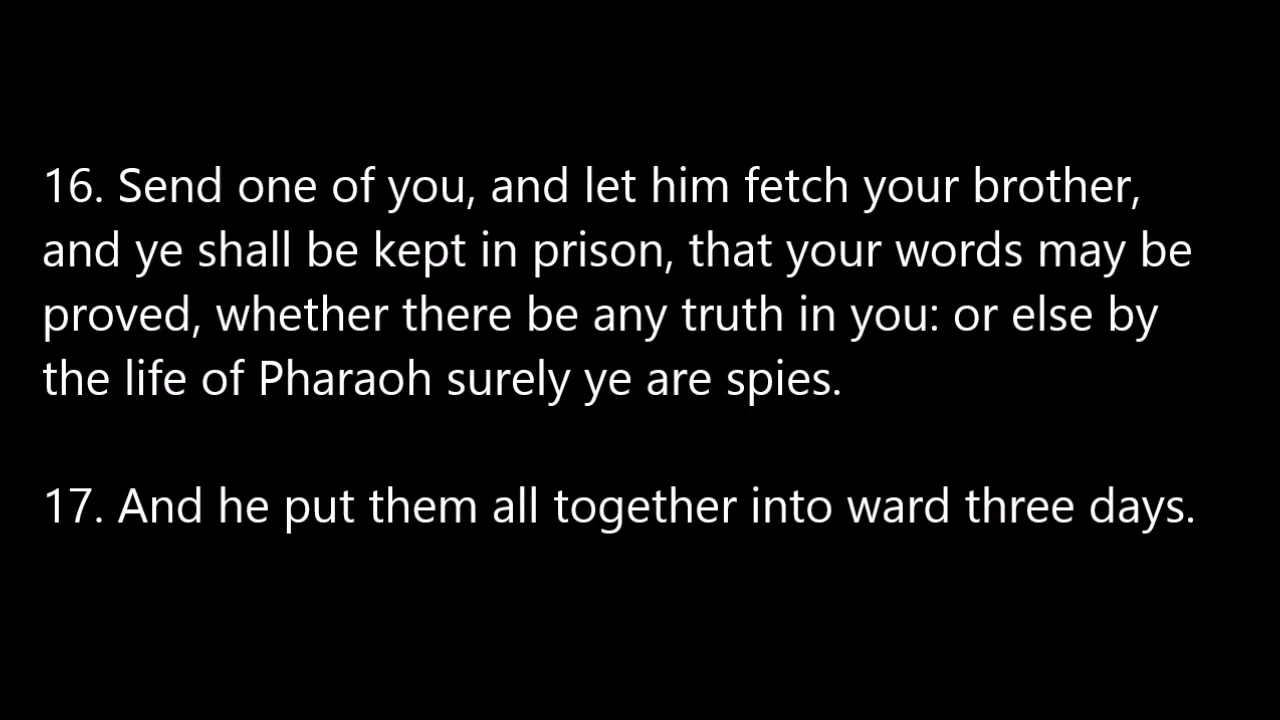 16. Send one of you, and let him fetch your brother,
and ye shall be kept in prison, that your words may be
proved, whether there be any truth in you: or else by
the life of Pharaoh surely ye are spies.
17. And he put them all together into ward three days.